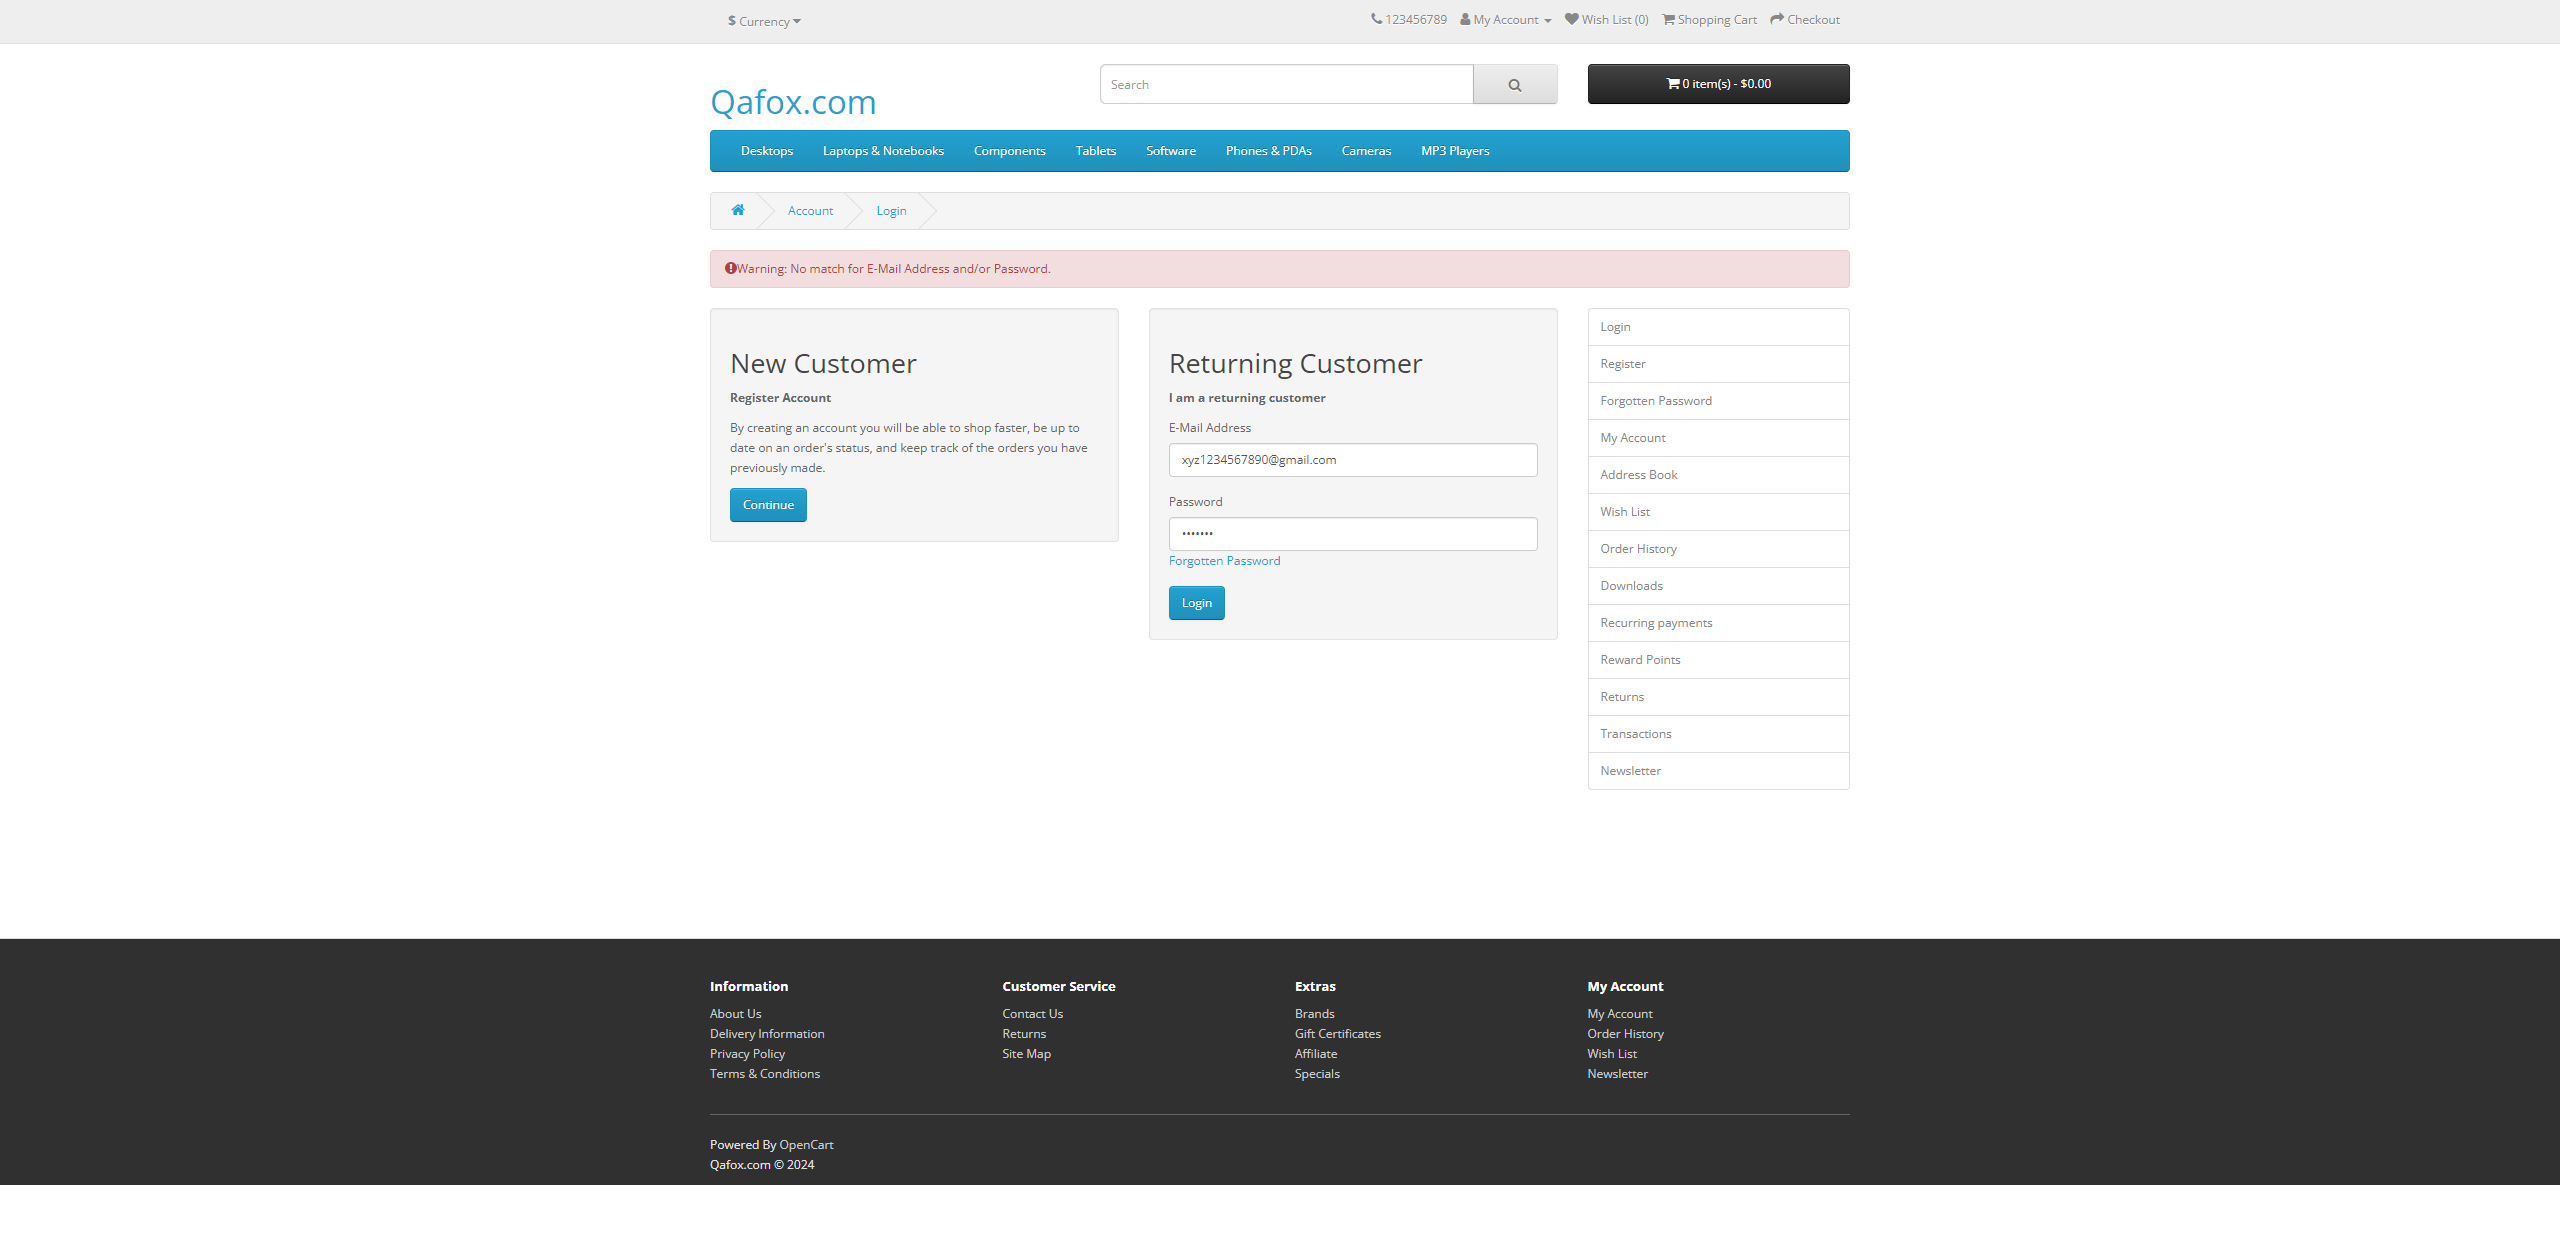 $ Currency
123456789 My Account Wish List (0) Shopping Cart Checkout
Qafox.com
Search
0 item(s) - $0.00
Desktops Laptops & Notebooks Components Tablets Software Phones & PDAs Cameras MP3 Players
Account Login
Warning: No match for E-Mail Address and/or Password.
New Customer
Register Account
By creating an account you will be able to shop faster, be up to
date on an order's status, and keep track of the orders you have
previously made.
Continue
Returning Customer
I am a returning customer
E-Mail Address
xyz1234567890@gmail.com
Password
•••••••
Forgotten Password
Login
Login
Register
Forgotten Password
My Account
Address Book
Wish List
Order History
Downloads
Recurring payments
Reward Points
Returns
Transactions
Newsletter
Information
About Us
Delivery Information
Privacy Policy
Terms & Conditions
Customer Service
Contact Us
Returns
Site Map
Extras
Brands
Gift Certificates
Affiliate
Specials
My Account
My Account
Order History
Wish List
Newsletter
Powered By OpenCart
Qafox.com © 2024